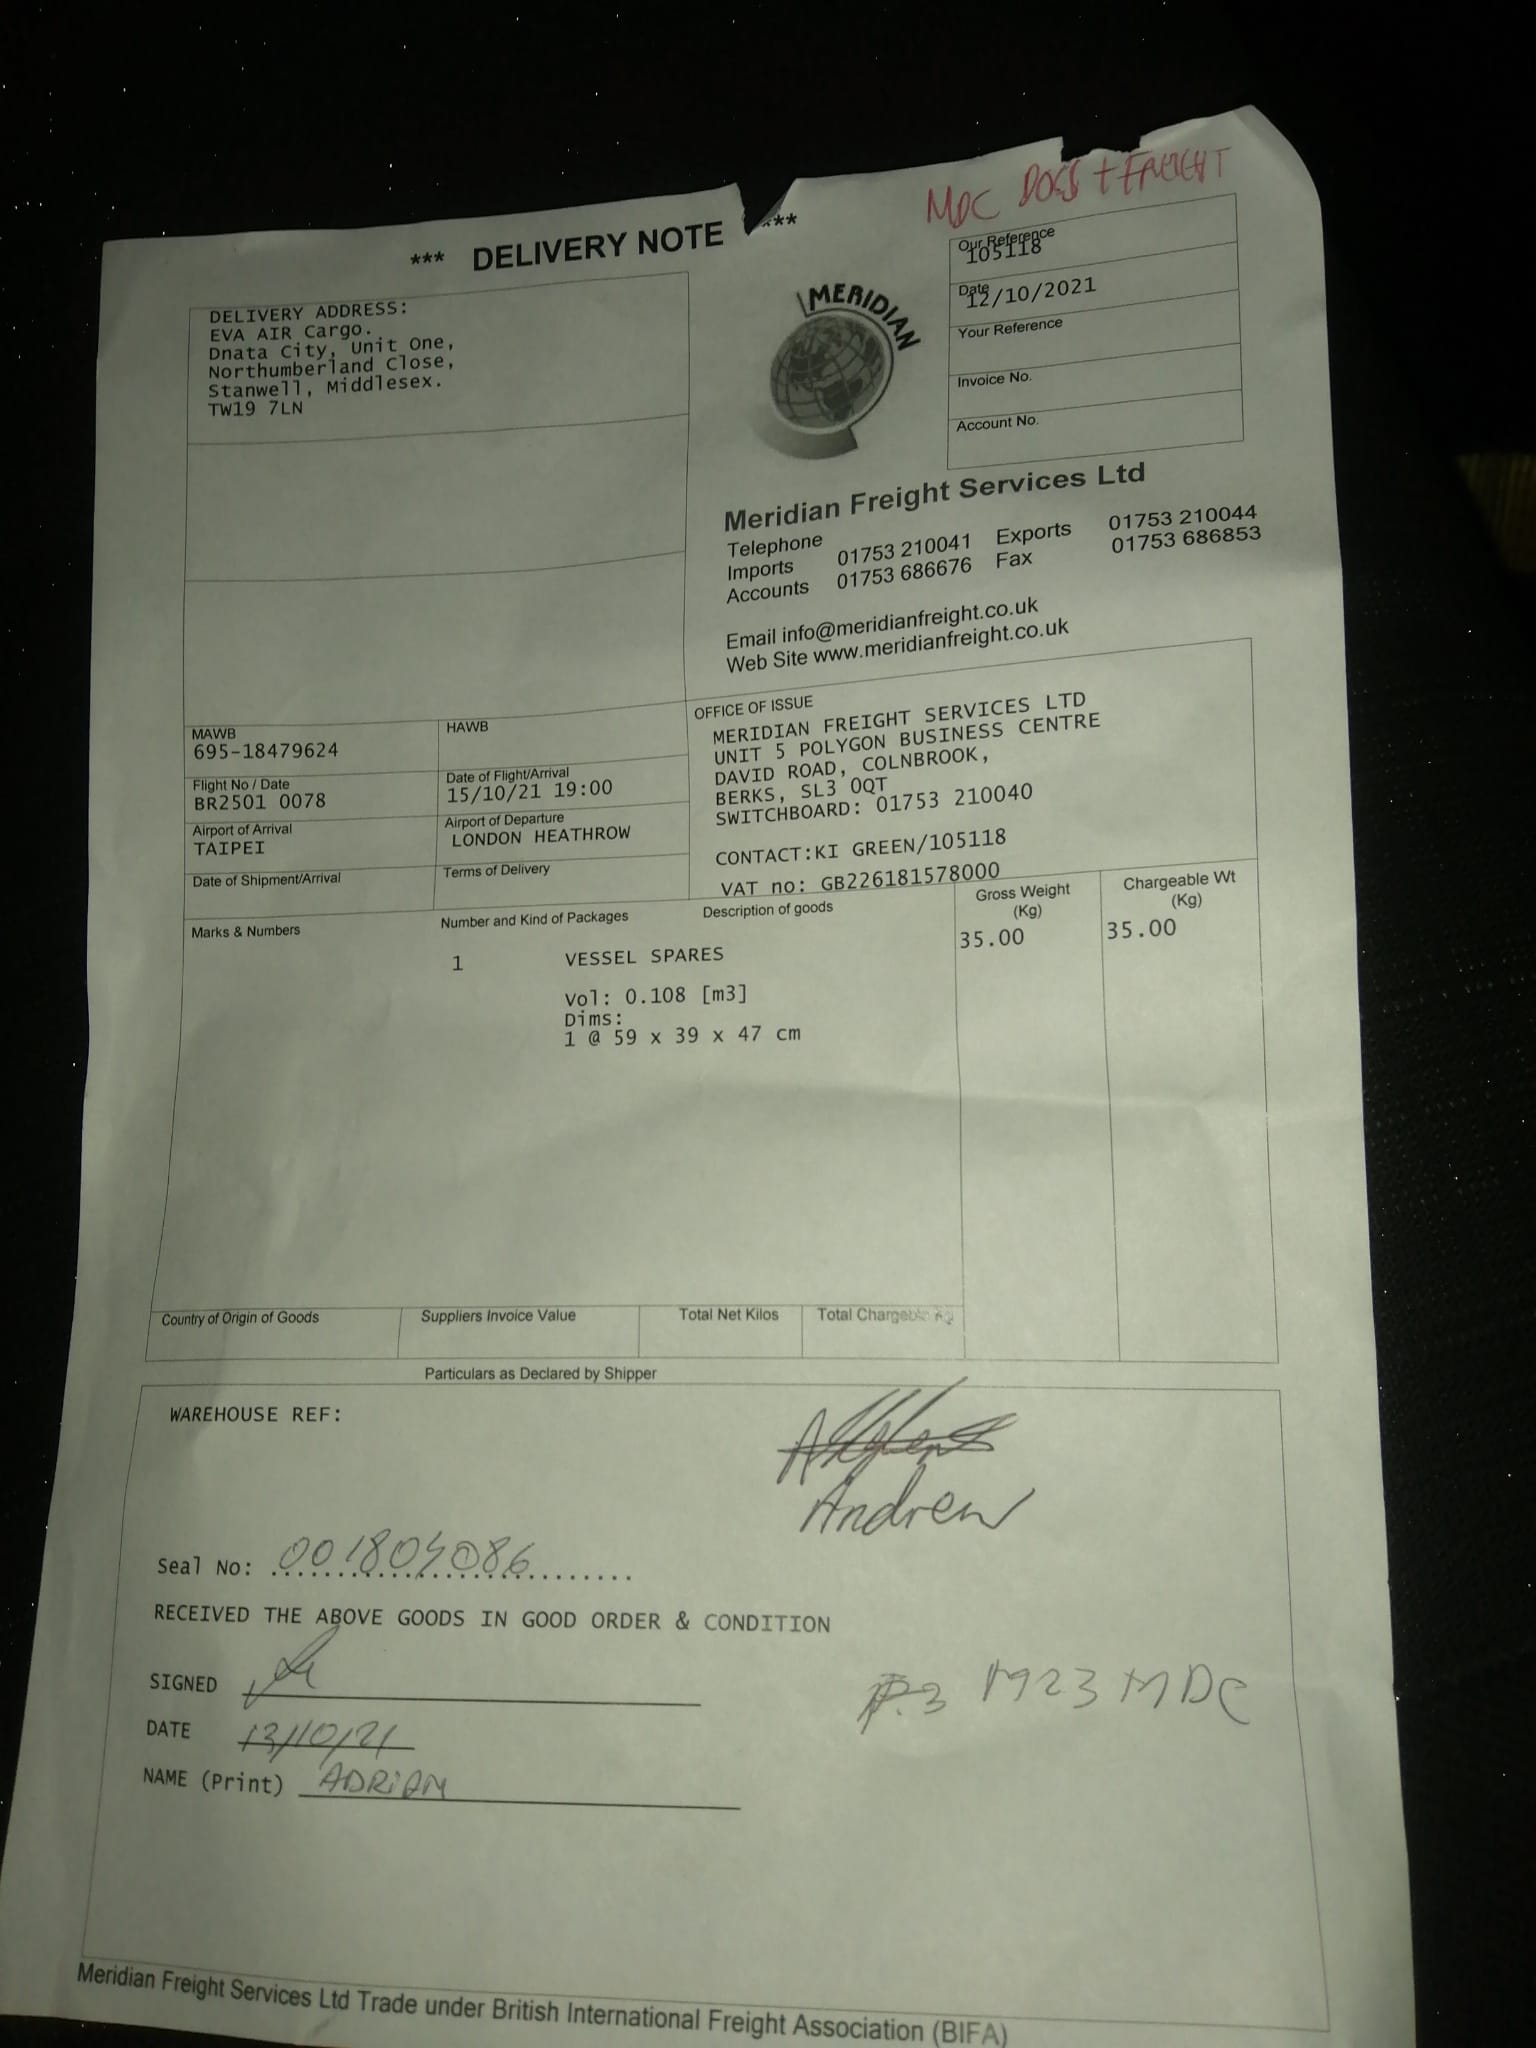 MDC DOCS + FREIGHT
*** DELIVERY NOTE ***
Our Reference
105118
Date
12/10/2021
Your Reference
Invoice No.
Account No.
DELIVERY ADDRESS:
EVA AIR Cargo.
Dnata City, Unit One,
Northumberland Close,
Stanwell, Middlesex.
TW19 7LN
MERIDIAN
Meridian Freight Services Ltd
Telephone
Imports 01753 210041 Exports 01753 210044
Accounts 01753 686676 Fax 01753 686853
Email info@meridianfreight.co.uk
Web Site www.meridianfreight.co.uk
MAWB
695-18479624
HAWB
Flight No / Date
BR2501 0078
Date of Flight/Arrival
15/10/21 19:00
Airport of Arrival
TAIPEI
Airport of Departure
LONDON HEATHROW
Date of Shipment/Arrival
Terms of Delivery
OFFICE OF ISSUE
MERIDIAN FREIGHT SERVICES LTD
UNIT 5 POLYGON BUSINESS CENTRE
DAVID ROAD, COLNBROOK,
BERKS, SL3 0QT
SWITCHBOARD: 01753 210040
CONTACT:KI GREEN/105118
VAT no: GB226181578000
Marks & Numbers
Number and Kind of Packages
Description of goods
Gross Weight
(Kg)
Chargeable Wt
(Kg)
1 VESSEL SPARES 35.00 35.00
Vol: 0.108 [m3]
Dims:
1 @ 59 x 39 x 47 cm
Country of Origin of Goods
Suppliers Invoice Value
Total Net Kilos
Total Chargeable Kg
Particulars as Declared by Shipper
WAREHOUSE REF:
Andrew
Seal No: 001804086
RECEIVED THE ABOVE GOODS IN GOOD ORDER & CONDITION
SIGNED
1923 MDC
DATE 13/10/21
NAME (Print) ADRIAN
Meridian Freight Services Ltd Trade under British International Freight Association (BIFA)